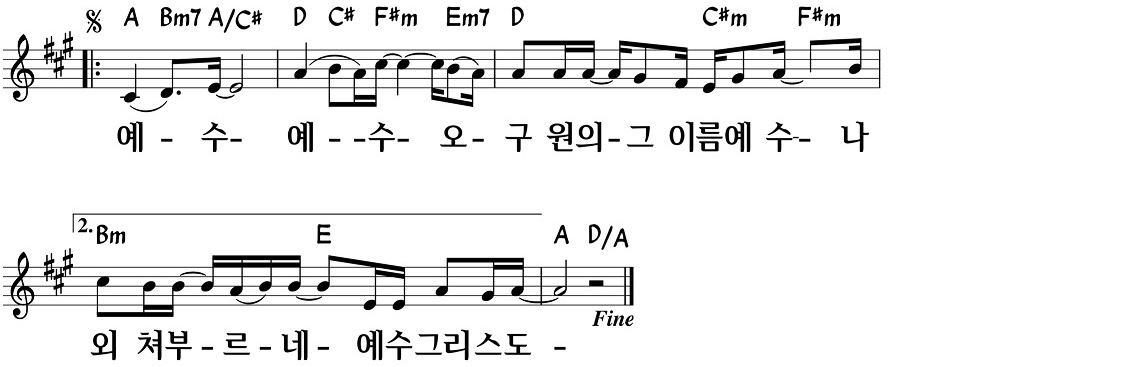 A Bm7 A/C# D C# F#m Em7 D C#m F#m
예 - 수- 예 - -수- 오- 구 원의-그 이름예 수-- 나
2. Bm E A D/A
Fine
외 쳐부 - 르 - 네 - 예수그리스도 -